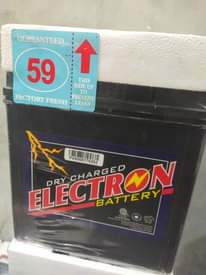 GUARANTEED
59
FACTORY FRESH
THIS
SIDE UP
TO
PREVENT
LEAKS
DRY CHARGED
ELECTRON
BATTERY